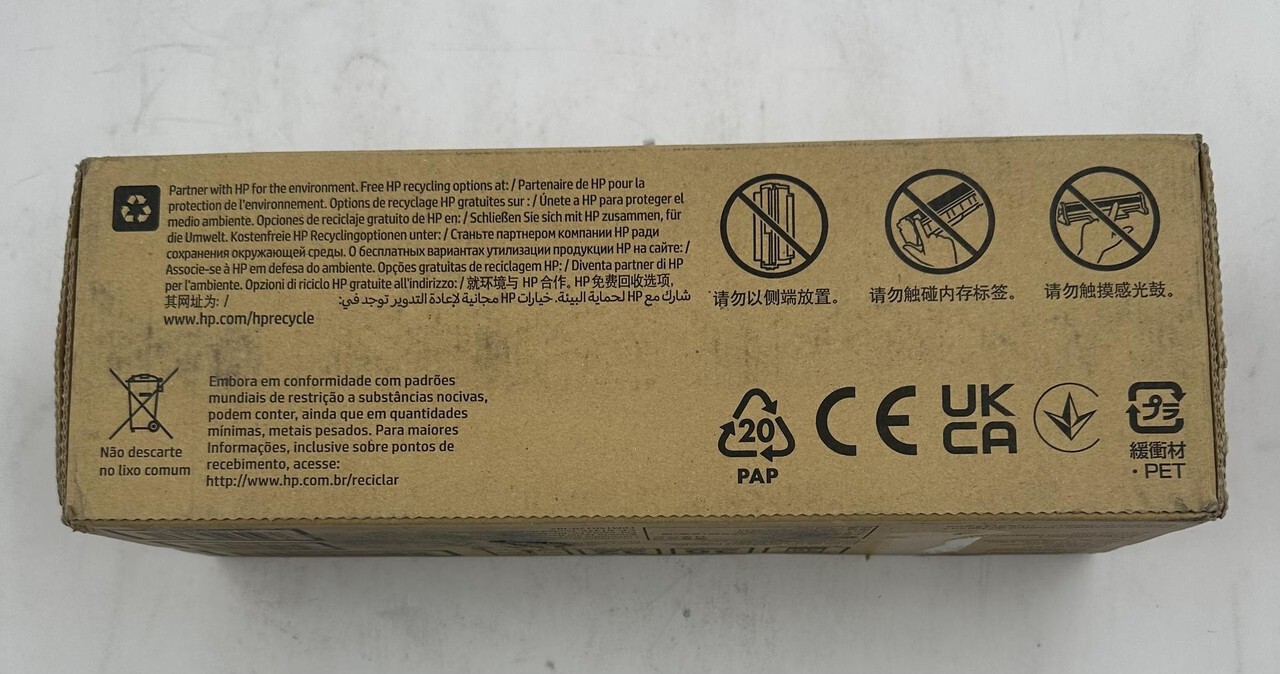 Partner with HP for the environment. Free HP recycling options at: / Partenaire de HP pour la
protection de l'environnement. Options de recyclage HP gratuites sur : / Únete a HP para proteger el
medio ambiente. Opciones de reciclaje gratuito de HP en: / Schließen Sie sich mit HP zusammen, für
die Umwelt. Kostenfreie HP Recyclingoptionen unter: / Станьте партнером компании HP ради
сохранения окружающей среды. О бесплатных вариантах утилизации продукции HP на сайте: /
Associe-se à HP em defesa do ambiente. Opções gratuitas de reciclagem HP: / Diventa partner di HP
per l'ambiente. Opzioni di riciclo HP gratuite all'indirizzo: / 就环境与 HP 合作。HP 免费回收选项,
其网址为: / شارك مع HP لحماية البيئة. خيارات HP مجانية لإعادة التدوير توجد في:
www.hp.com/hprecycle
请勿以侧端放置。
请勿触碰内存标签。
请勿触摸感光鼓。
Não descarte
no lixo comum
Embora em conformidade com padrões
mundiais de restrição a substâncias nocivas,
podem conter, ainda que em quantidades
mínimas, metais pesados. Para maiores
Informações, inclusive sobre pontos de
recebimento, acesse:
http://www.hp.com.br/reciclar
20
PAP
CE
UK
CA
プラ
緩衝材
・PET